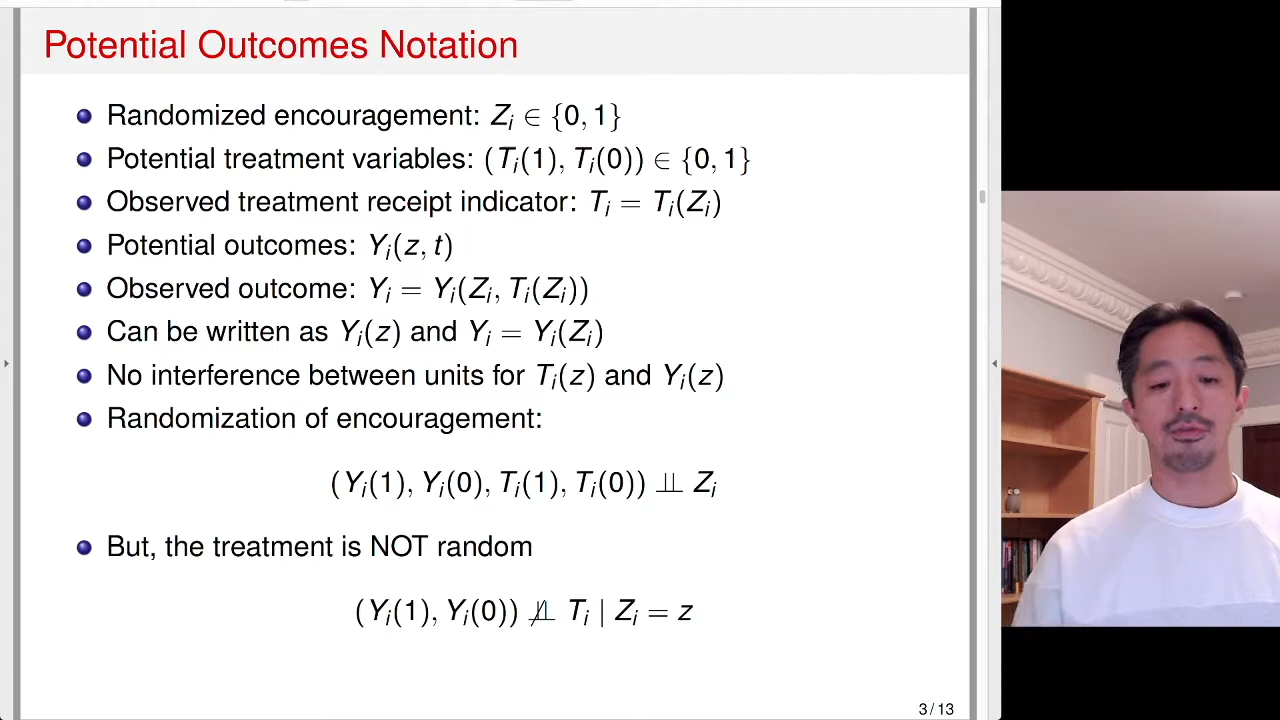 Potential Outcomes Notation
Randomized encouragement: Zᵢ ∈ {0, 1}
Potential treatment variables: (Tᵢ(1), Tᵢ(0)) ∈ {0, 1}
Observed treatment receipt indicator: Tᵢ = Tᵢ(Zᵢ)
Potential outcomes: Yᵢ(z, t)
Observed outcome: Yᵢ = Yᵢ(Zᵢ, Tᵢ(Zᵢ))
Can be written as Yᵢ(z) and Yᵢ = Yᵢ(Zᵢ)
No interference between units for Tᵢ(z) and Yᵢ(z)
Randomization of encouragement:
(Yᵢ(1), Yᵢ(0), Tᵢ(1), Tᵢ(0)) ⫫ Zᵢ
But, the treatment is NOT random
(Yᵢ(1), Yᵢ(0)) ⫫̸ Tᵢ | Zᵢ = z
3 / 13